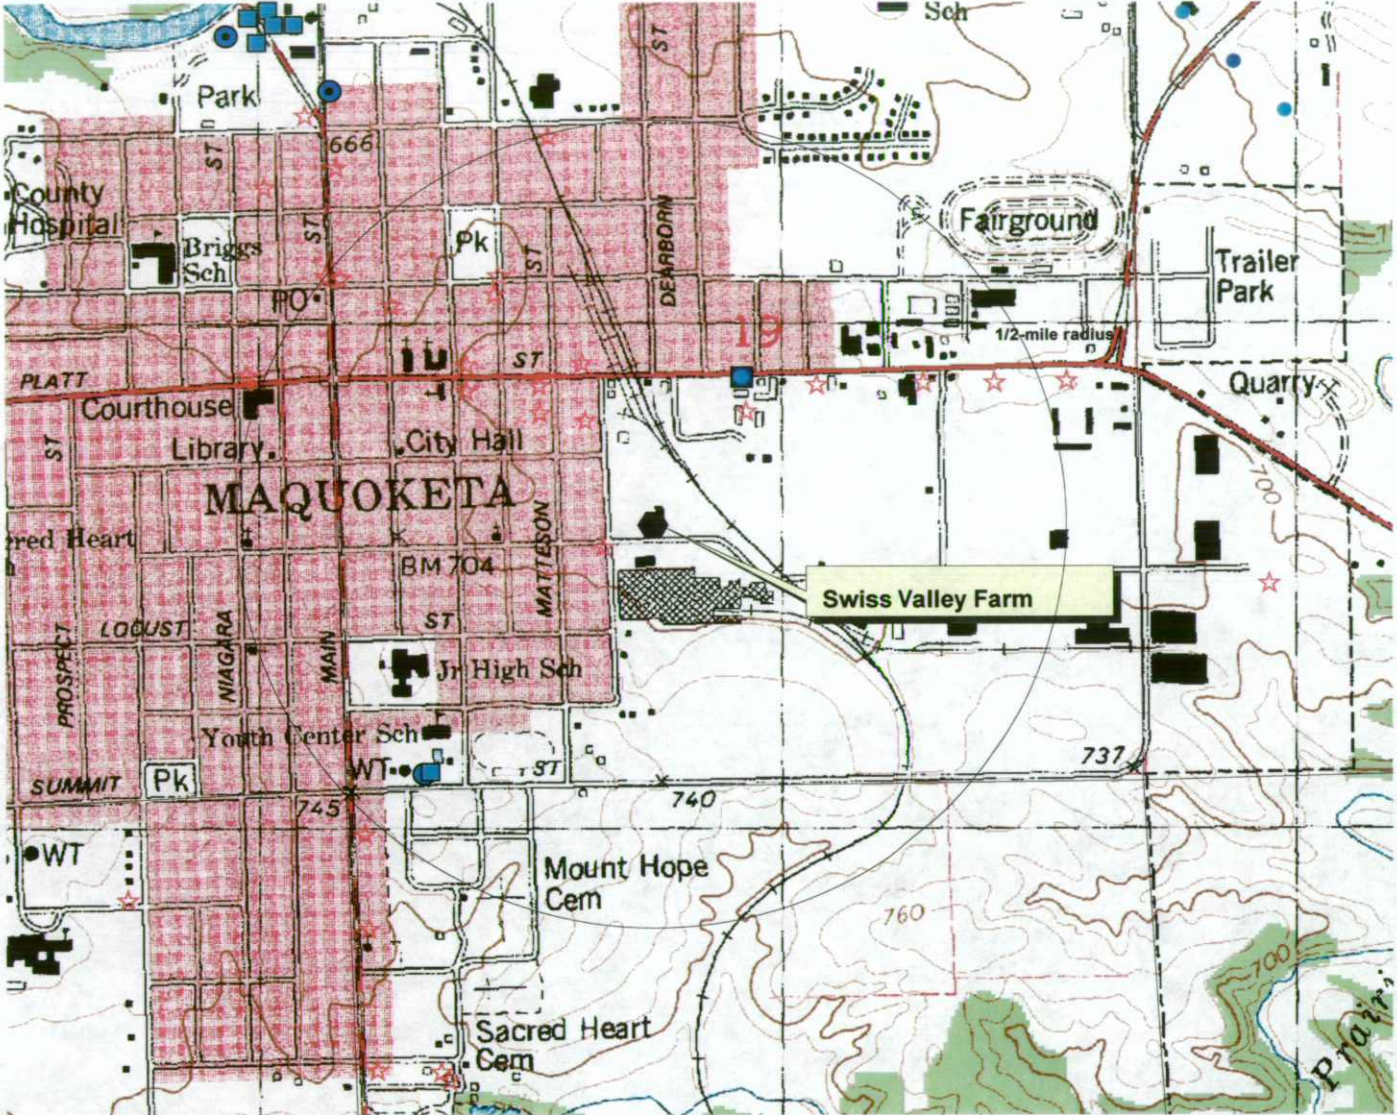 Sch
ST
Park
666
ST
County
Hospital
ST
Pk
ST
DEARBORN
Fairground
Briggs
Sch
PO
Trailer
Park
19
1/2-mile radius
ST
PLATT
Quarry
Courthouse
ST
Library
City Hall
700
MAQUOKETA
MATTESON
red Heart
h
BM 704
Swiss Valley Farm
LOCUST
ST
PROSPECT
NIAGARA
MAIN
Jr High Sch
Youth Center Sch
737
WT
ST
SUMMIT
Pk
745
740
WT
Mount Hope
Cem
760
700
Sacred Heart
Cem
Prair